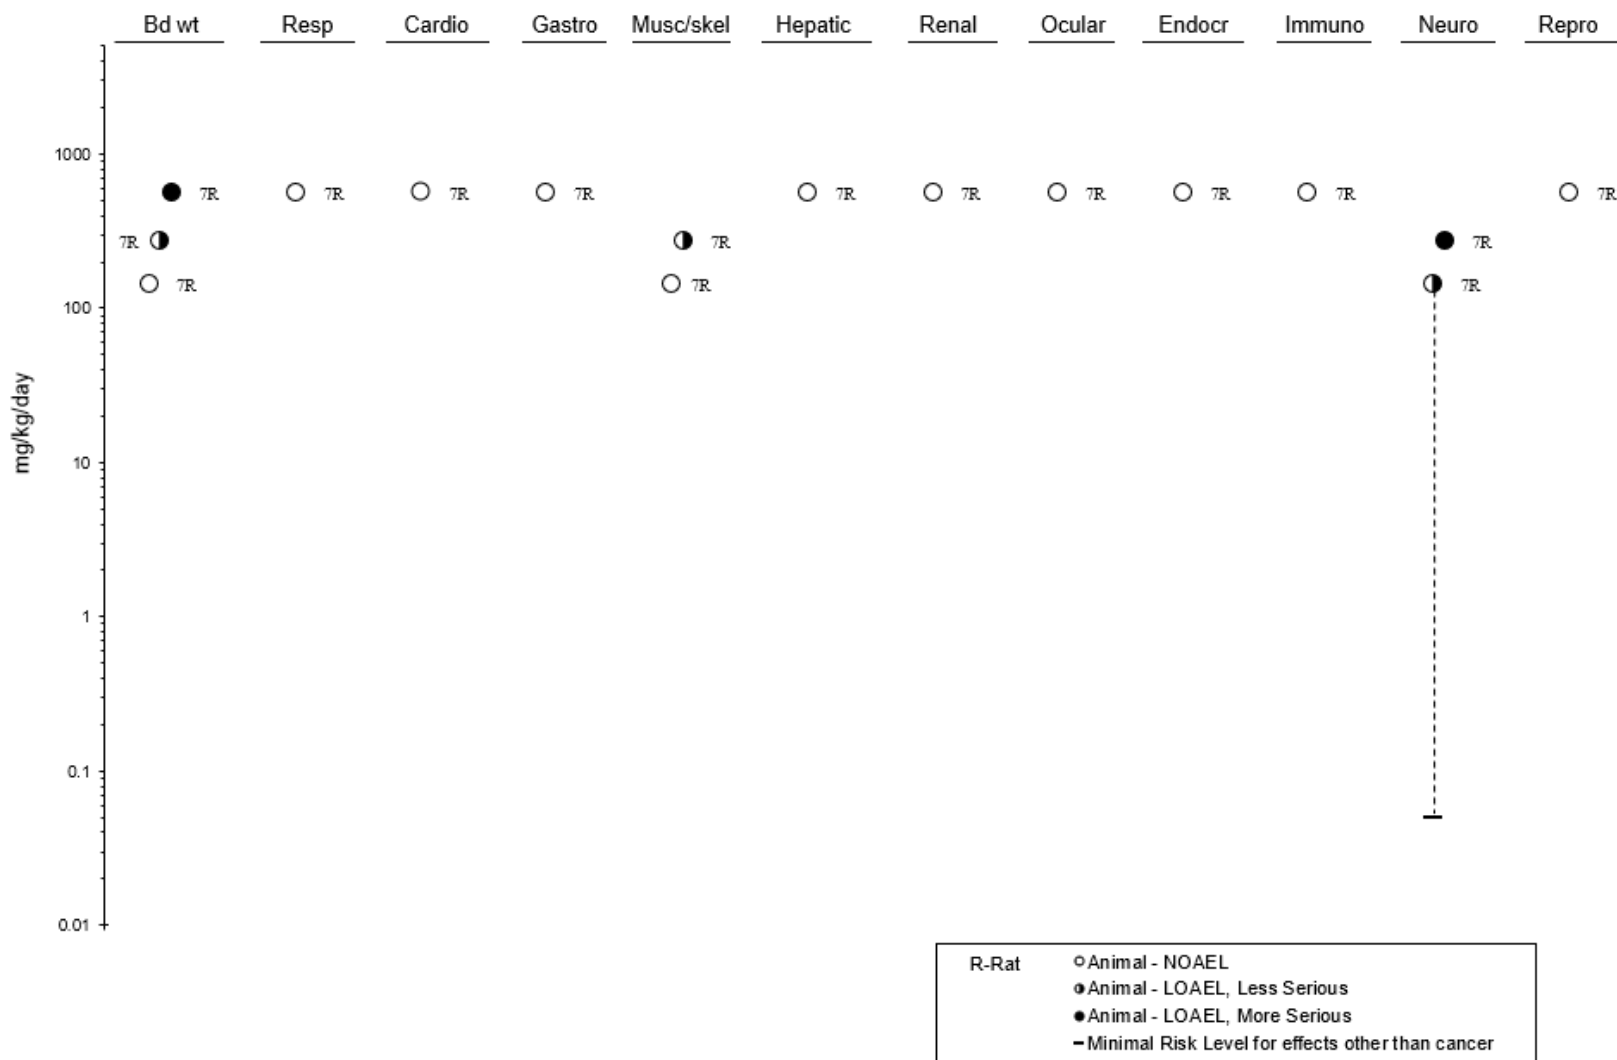 Bd wt Resp Cardio Gastro Musc/skel Hepatic Renal Ocular Endocr Immuno Neuro Repro
1000
7R 7R 7R 7R 7R 7R 7R 7R 7R 7R
7R 7R 7R
7R 7R 7R
100
mg/kg/day
10
1
0.1
0.01
R-Rat Animal - NOAEL
Animal - LOAEL, Less Serious
Animal - LOAEL, More Serious
Minimal Risk Level for effects other than cancer